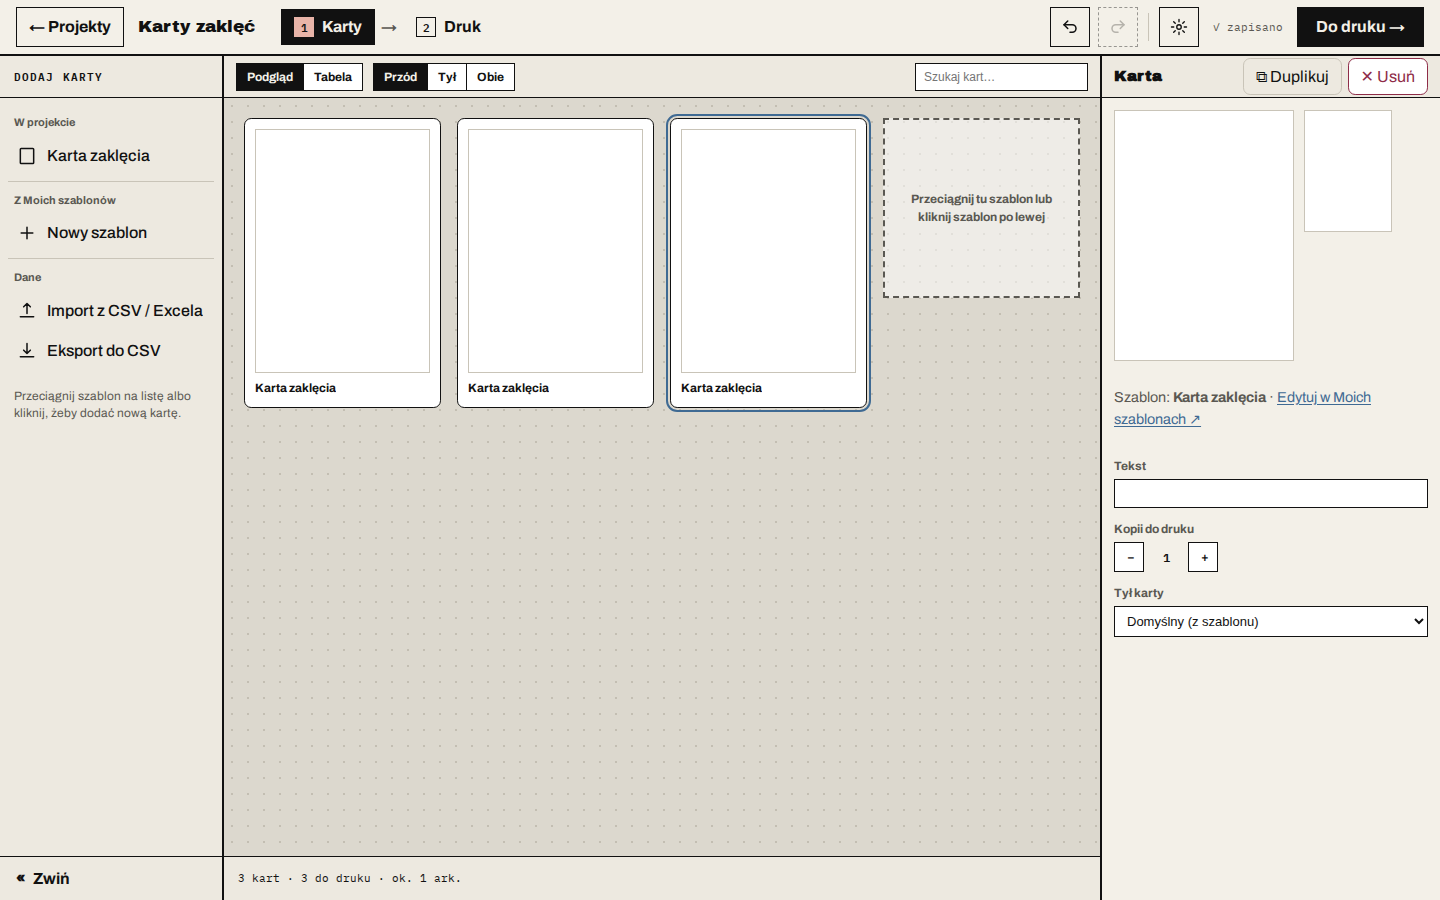 ← Projekty
Karty zaklęć
1 Karty →
2 Druk
√ zapisano
Do druku →
DODAJ KARTY
Podgląd Tabela
Przód Tył Obie
Szukaj kart…
Karta
⧉ Duplikuj
✕ Usuń
W projekcie
Karta zaklęcia
Z Moich szablonów
Nowy szablon
Dane
Import z CSV / Excela
Eksport do CSV
Przeciągnij szablon na listę albo
kliknij, żeby dodać nową kartę.
« Zwiń
Karta zaklęcia
Karta zaklęcia
Karta zaklęcia
Przeciągnij tu szablon lub
kliknij szablon po lewej
3 kart · 3 do druku · ok. 1 ark.
Szablon: Karta zaklęcia · Edytuj w Moich
szablonach ↗
Tekst
Kopii do druku
− 1 +
Tył karty
Domyślny (z szablonu)